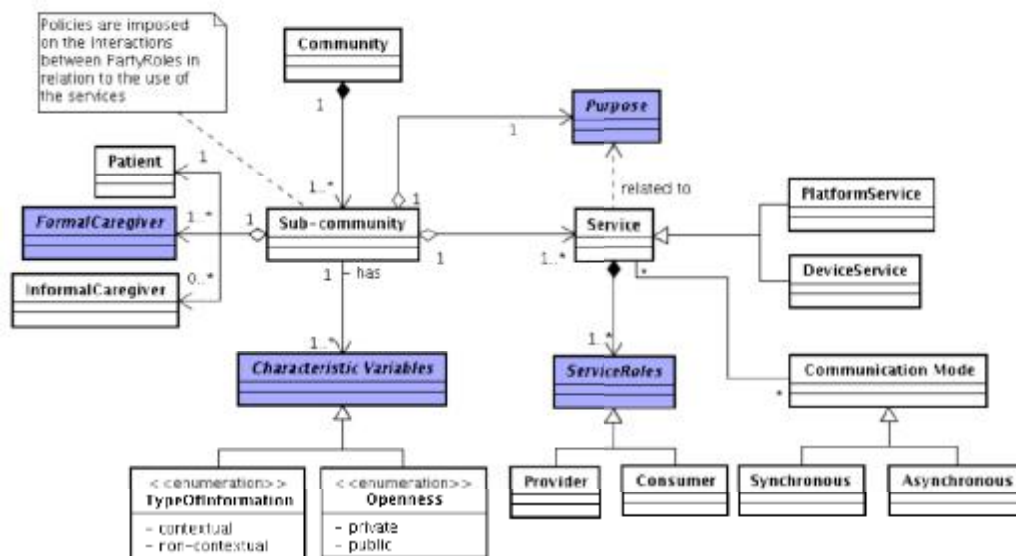 Policies are imposed
on the interactions
between PartyRoles in
relation to the use of
the services
Community
1
1..*
Purpose
1
1
related to
Patient
1
FormalCaregiver
1..*
1
InformalCaregiver
0..*
Sub-community
1
Service
1..*
PlatformService
DeviceService
1
- has
1..*
Characteristic Variables
1..*
ServiceRoles
*
*
Communication Mode
<<enumeration>>
TypeOfInformation
- contextual
- non-contextual
<<enumeration>>
Openness
- private
- public
Provider
Consumer
Synchronous
Asynchronous